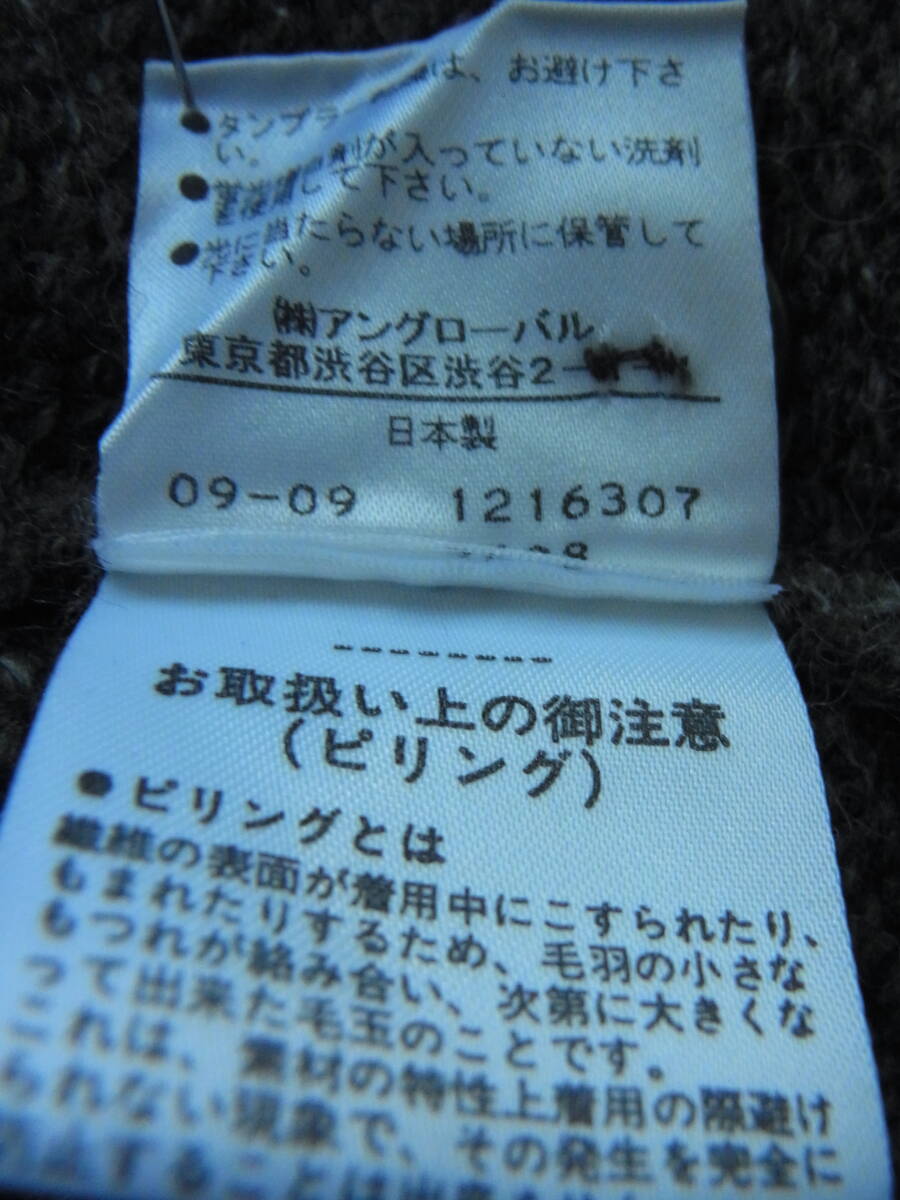 ●タンブラ は、お避け下さ
い。
● 剤が入っていない洗剤
して下さい。
● に当たらない場所に保管して
下さい。
㈱アングローバル
東京都渋谷区渋谷2-
日本製
09-09 1216307
--------
お取扱い上の御注意
(ピリング)
●ピリングとは
繊維の表面が着用中にこすられたり、
もまれたりするため、毛羽の小さな
もつれが絡み合い、次第に大きくな
って出来た毛玉のことです。
これは、素材の特性上着用の際避け
られない現象で、その発生を完全に
することは出来